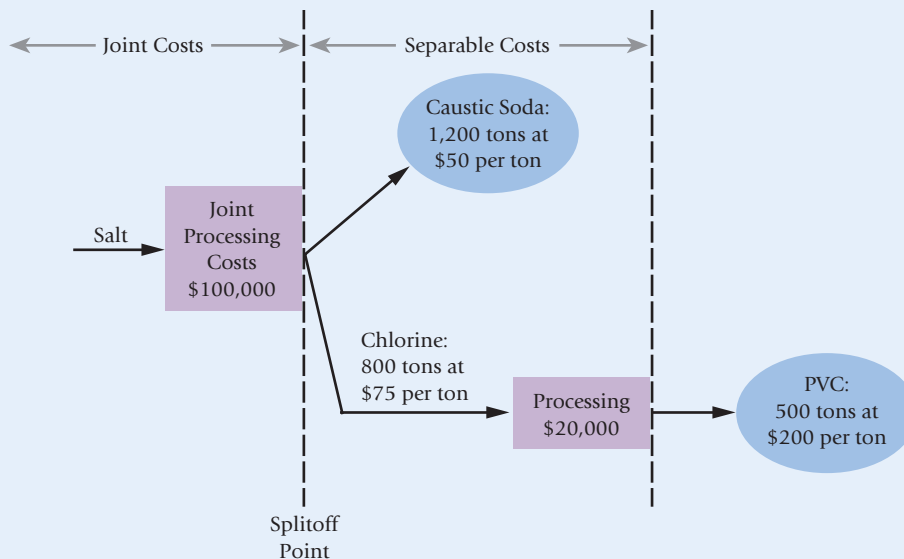 Joint Costs
Separable Costs
Caustic Soda:
1,200 tons at
$50 per ton
Salt
Joint
Processing
Costs
$100,000
Chlorine:
800 tons at
$75 per ton
Processing
$20,000
PVC:
500 tons at
$200 per ton
Splitoff
Point